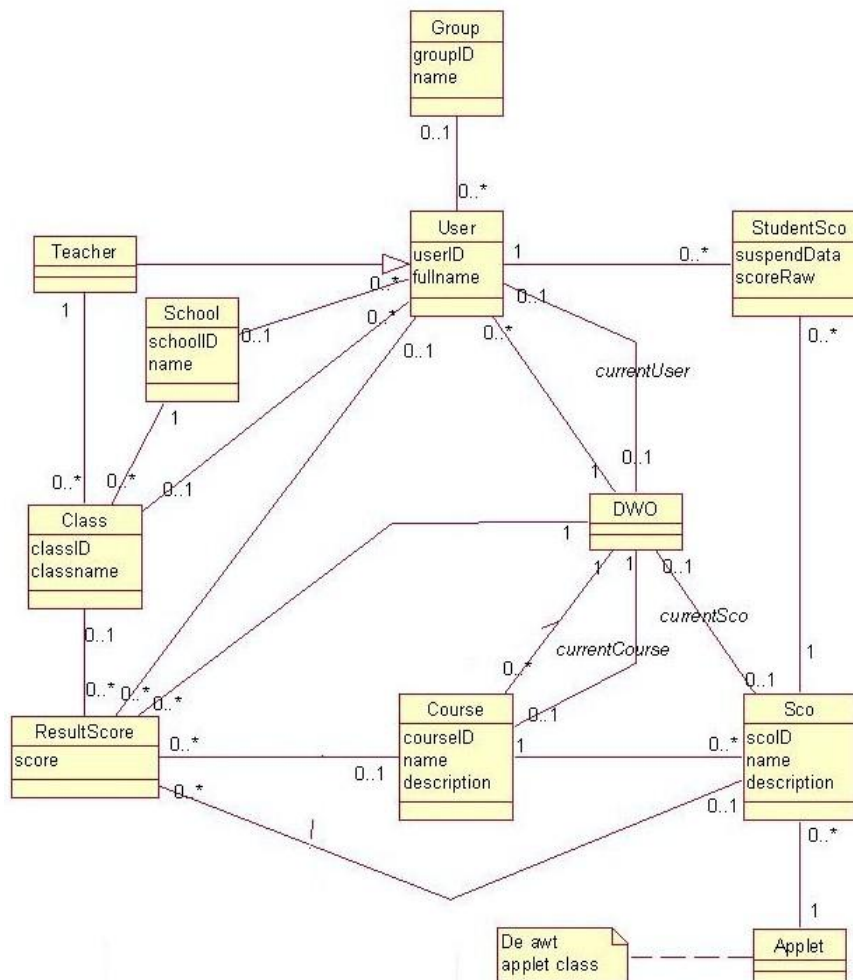 Group
groupID
name
0..1
0..*
User
userID
fullname
Teacher
StudentSco
suspendData
scoreRaw
1
0..*
0..*
0..1
1
School
schoolID
name
0..1
0..*
0..1
0..*
0..*
currentUser
1
0..*
0..*
0..1
1
0..1
Class
classID
classname
DWO
1
0..1
1
1
0..1
currentSco
currentCourse
0..*
0..*
0..*
0..*
0..1
0..1
1
ResultScore
score
Course
courseID
name
description
Sco
scoID
name
description
0..*
0..1
1
0..*
0..*
0..1
0..*
1
De awt
applet class
Applet